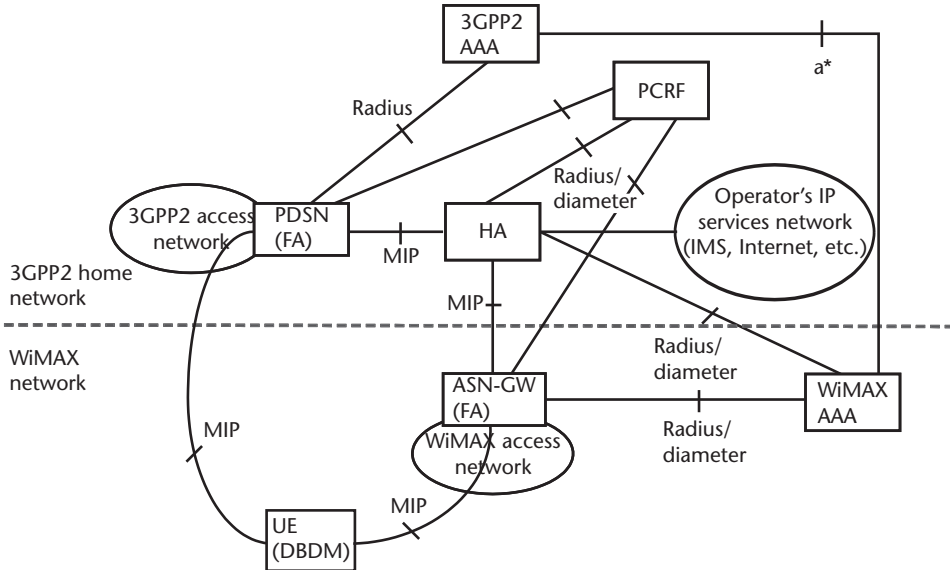 3GPP2
AAA
a*
PCRF
Radius
Radius/
diameter
3GPP2 access
network
PDSN
(FA)
MIP
HA
Operator's IP
services network
(IMS, Internet, etc.)
3GPP2 home
network
MIP
WiMAX
network
Radius/
diameter
ASN-GW
(FA)
WiMAX
AAA
Radius/
diameter
WiMAX access
network
MIP
MIP
UE
(DBDM)